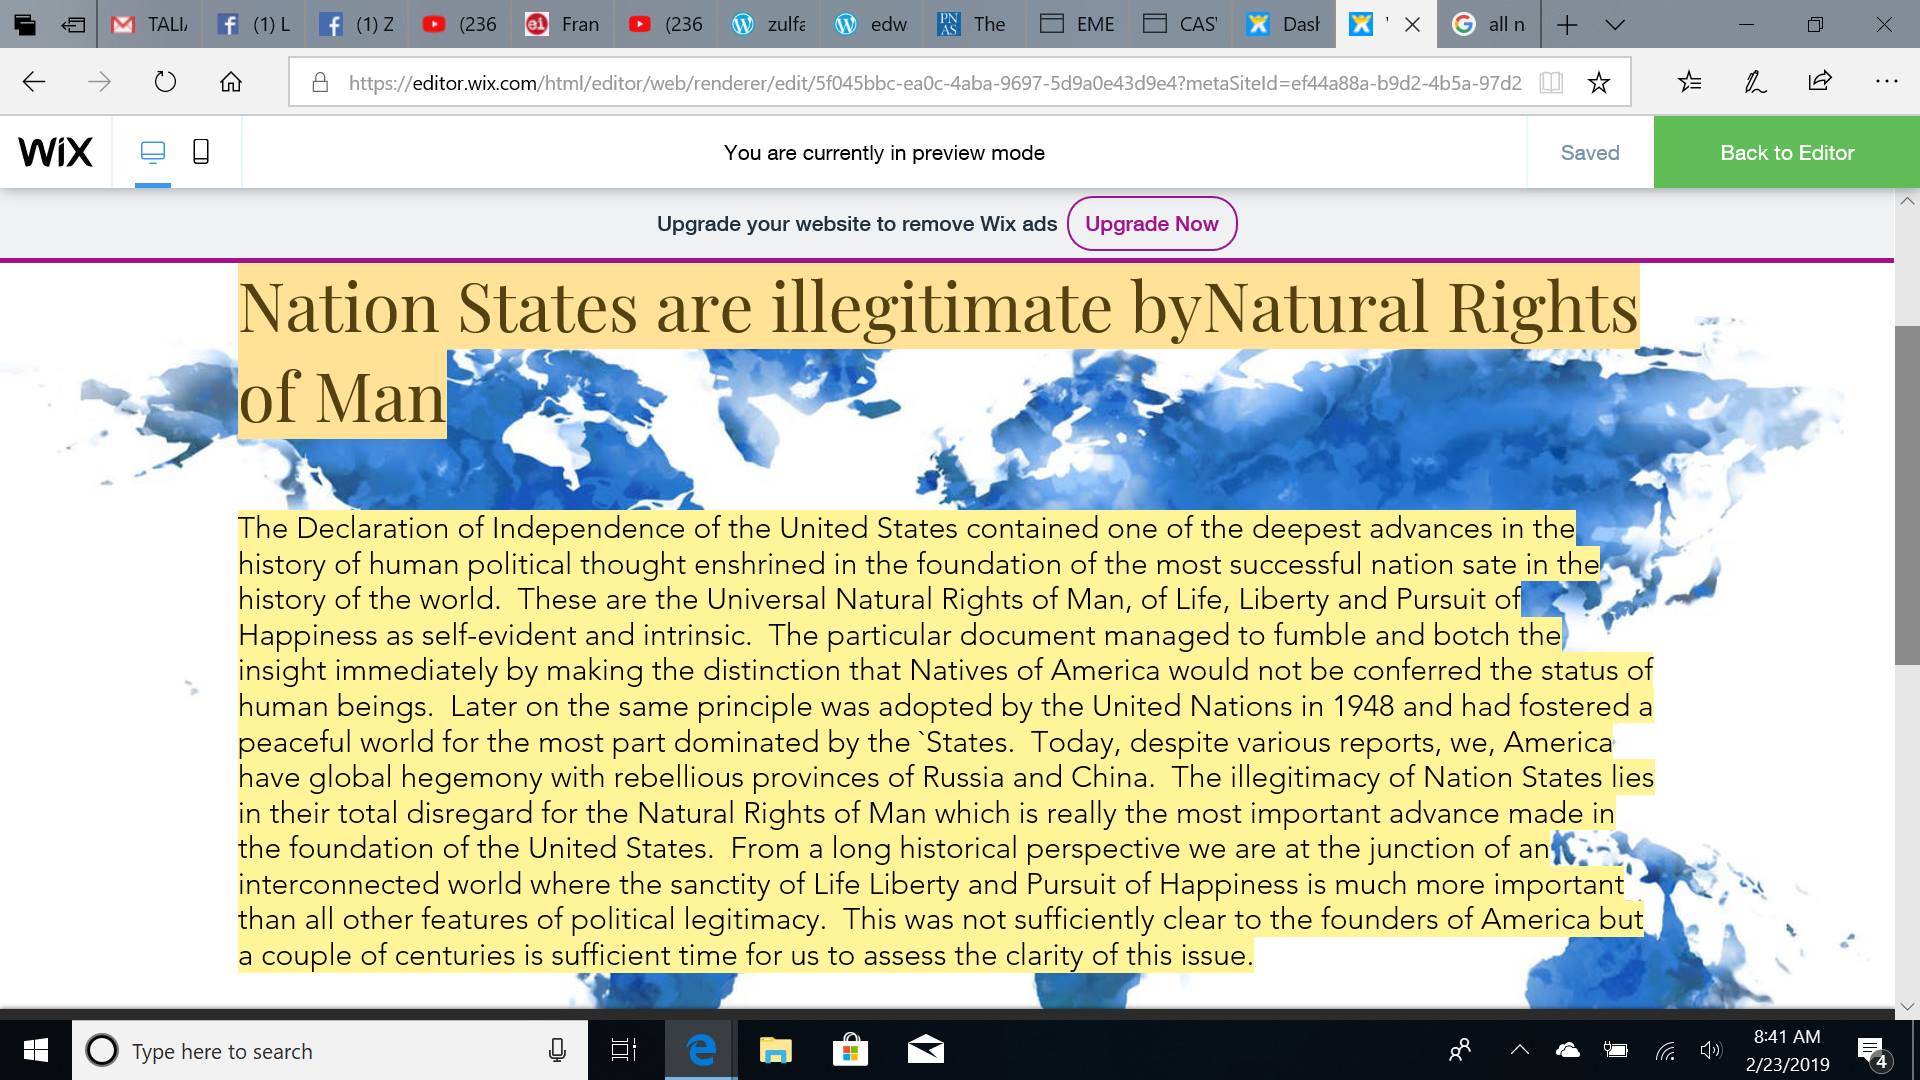 TALI
(1) L
(1) Z
(236
ei
Fran
(236
zulfa
edw
PN
AS
The
EME
CAS
Dash
all n
https://editor.wix.com/html/editor/web/renderer/edit/5f045bbc-ea0c-4aba-9697-5d9a0e43d9e4?metaSiteId=ef44a88a-b9d2-4b5a-97d2
WiX
You are currently in preview mode
Saved
Back to Editor
Upgrade your website to remove Wix ads
Upgrade Now
Nation States are illegitimate byNatural Rights
of Man
The Declaration of Independence of the United States contained one of the deepest advances in the
history of human political thought enshrined in the foundation of the most successful nation sate in the
history of the world.  These are the Universal Natural Rights of Man, of Life, Liberty and Pursuit of
Happiness as self-evident and intrinsic.  The particular document managed to fumble and botch the
insight immediately by making the distinction that Natives of America would not be conferred the status of
human beings.  Later on the same principle was adopted by the United Nations in 1948 and had fostered a
peaceful world for the most part dominated by the `States.  Today, despite various reports, we, America
have global hegemony with rebellious provinces of Russia and China.  The illegitimacy of Nation States lies
in their total disregard for the Natural Rights of Man which is really the most important advance made in
the foundation of the United States.  From a long historical perspective we are at the junction of an
interconnected world where the sanctity of Life Liberty and Pursuit of Happiness is much more important
than all other features of political legitimacy.  This was not sufficiently clear to the founders of America but
a couple of centuries is sufficient time for us to assess the clarity of this issue.
Type here to search
8:41 AM
2/23/2019
4